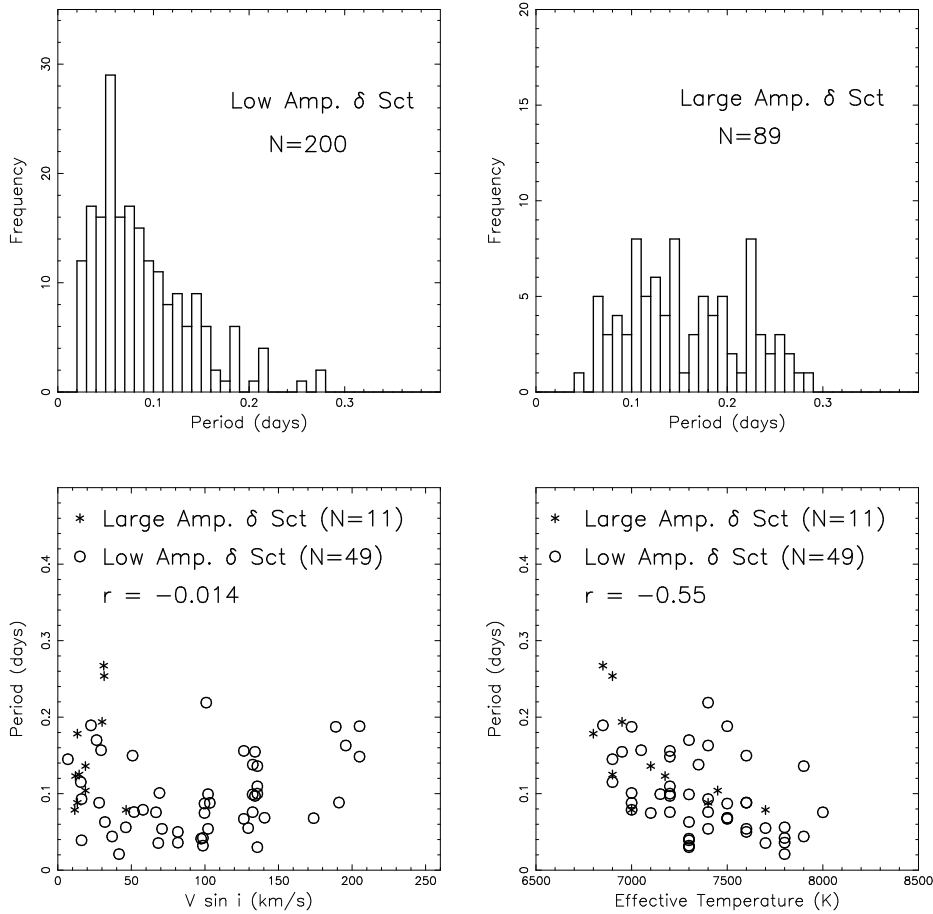 Low Amp. δ Sct
N=200
Frequency
0
10
20
30
0
0.1
0.2
0.3
Period (days)
Large Amp. δ Sct
N=89
Frequency
0
5
10
15
20
0
0.1
0.2
0.3
Period (days)
Large Amp. δ Sct (N=11)
Low Amp. δ Sct (N=49)
r = −0.014
Period (days)
0
0.1
0.2
0.3
0.4
0
50
100
150
200
250
V sin i (km/s)
Large Amp. δ Sct (N=11)
Low Amp. δ Sct (N=49)
r = −0.55
Period (days)
0
0.1
0.2
0.3
0.4
6500
7000
7500
8000
8500
Effective Temperature (K)